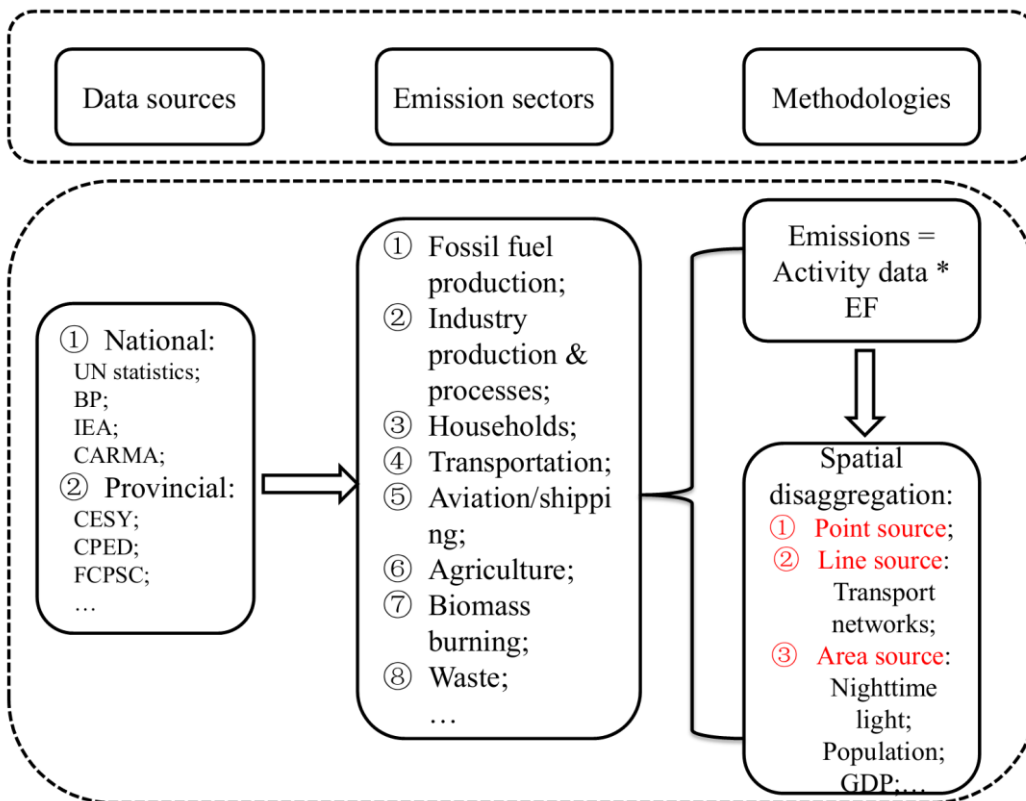 Data sources
Emission sectors
Methodologies
① National:
UN statistics;
BP;
IEA;
CARMA;
② Provincial:
CESY;
CPED;
FCPSC;
…
① Fossil fuel
production;
② Industry
production &
processes;
③ Households;
④ Transportation;
⑤ Aviation/shippi
ng;
⑥ Agriculture;
⑦ Biomass
burning;
⑧ Waste;
…
Emissions =
Activity data *
EF
Spatial
disaggregation:
① Point source;
② Line source:
Transport
networks;
③ Area source:
Nighttime
light;
Population;
GDP;…